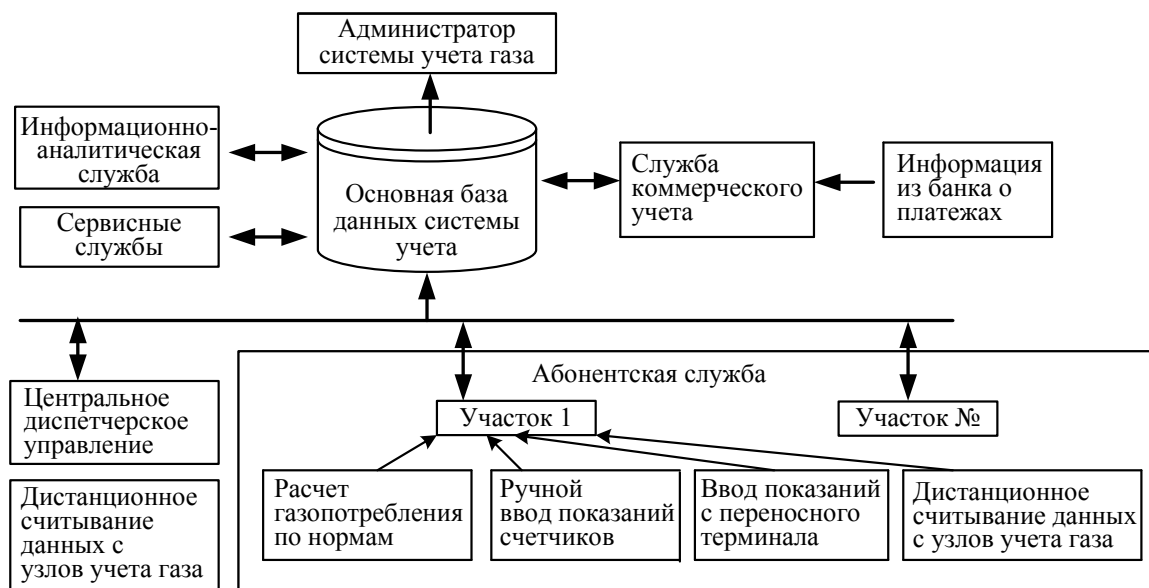 Администратор
системы учета газа
Информационно-
аналитическая
служба
Сервисные
службы
Основная база
данных системы
учета
Служба
коммерческого
учета
Информация
из банка о
платежах
Абонентская служба
Центральное
диспетчерское
управление
Участок 1
Участок №
Дистанционное
считывание
данных с
узлов учета газа
Расчет
газопотребления
по нормам
Ручной
ввод показаний
счетчиков
Ввод показаний
с переносного
терминала
Дистанционное
считывание данных
с узлов учета газа